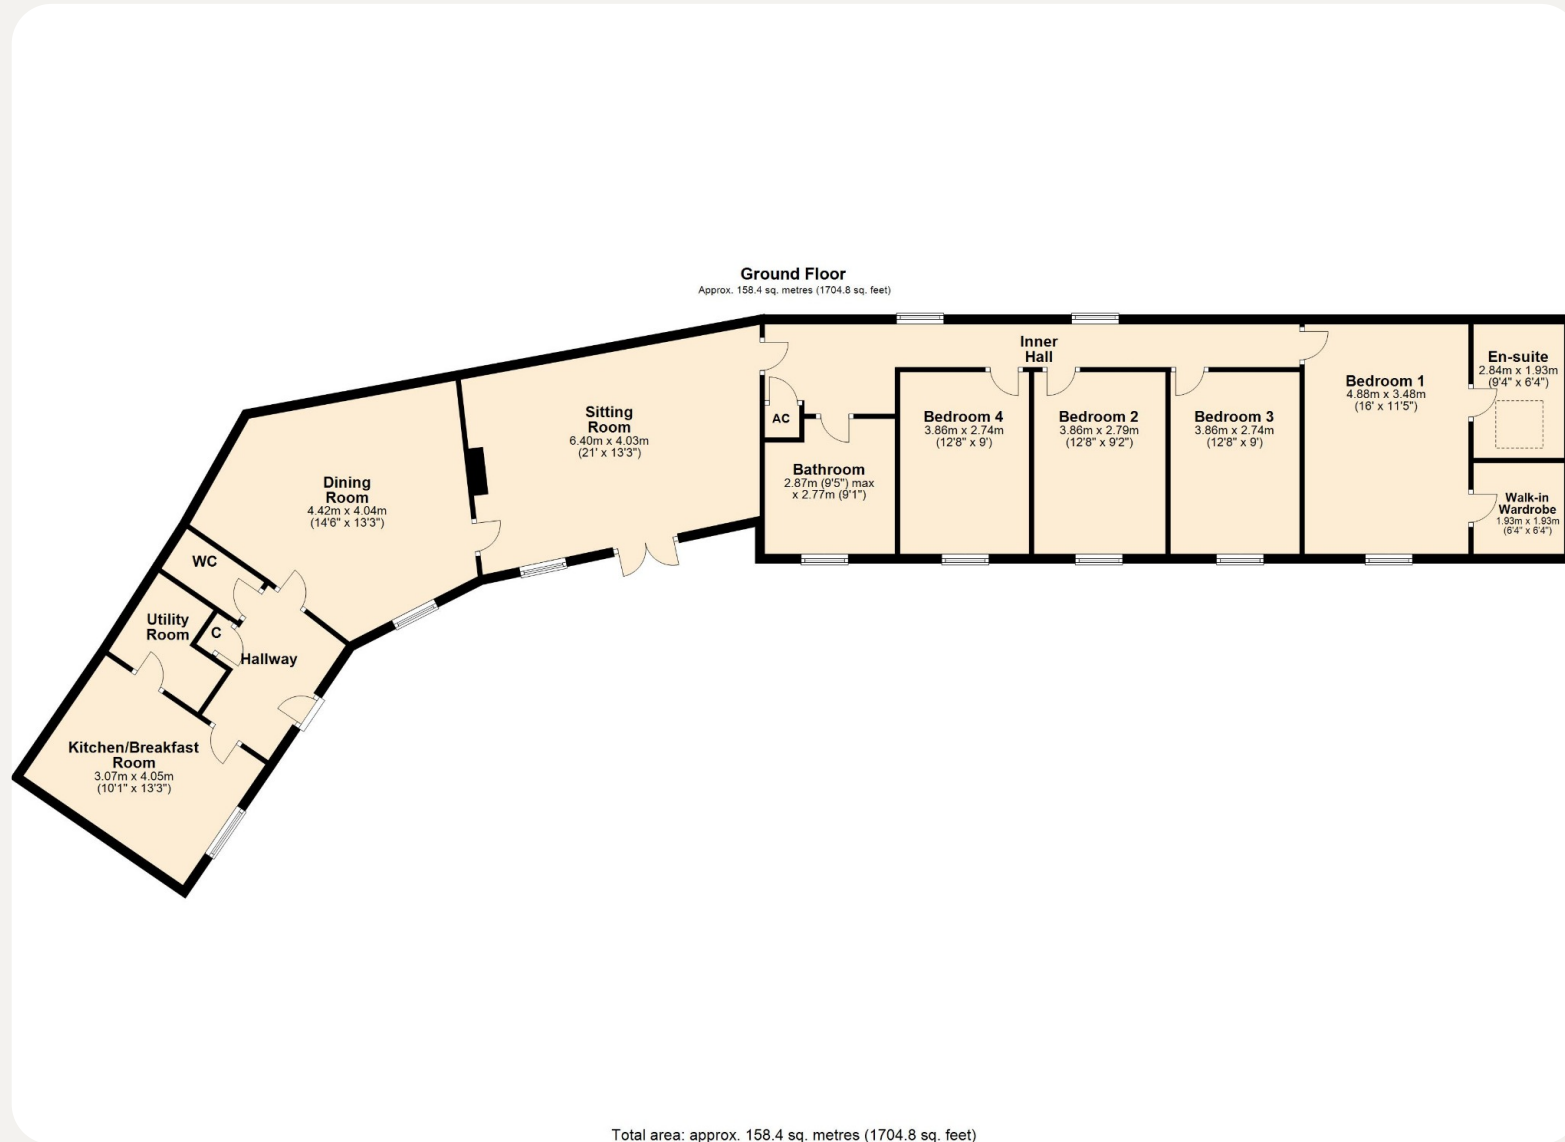 Ground Floor
Approx. 158.4 sq. metres (1704.8 sq. feet)
Inner
Hall
En-suite
2.84m x 1.93m
(9'4" x 6'4")
Bedroom 1
4.88m x 3.48m
(16' x 11'5")
Sitting
Room
6.40m x 4.03m
(21' x 13'3")
AC
Bedroom 4
3.86m x 2.74m
(12'8" x 9')
Bedroom 2
3.86m x 2.79m
(12'8" x 9'2")
Bedroom 3
3.86m x 2.74m
(12'8" x 9')
Bathroom
2.87m (9'5") max
x 2.77m (9'1")
Dining
Room
4.42m x 4.04m
(14'6" x 13'3")
Walk-in
Wardrobe
1.93m x 1.93m
(6'4" x 6'4")
WC
Utility
Room
C
Hallway
Kitchen/Breakfast
Room
3.07m x 4.05m
(10'1" x 13'3")
Total area: approx. 158.4 sq. metres (1704.8 sq. feet)